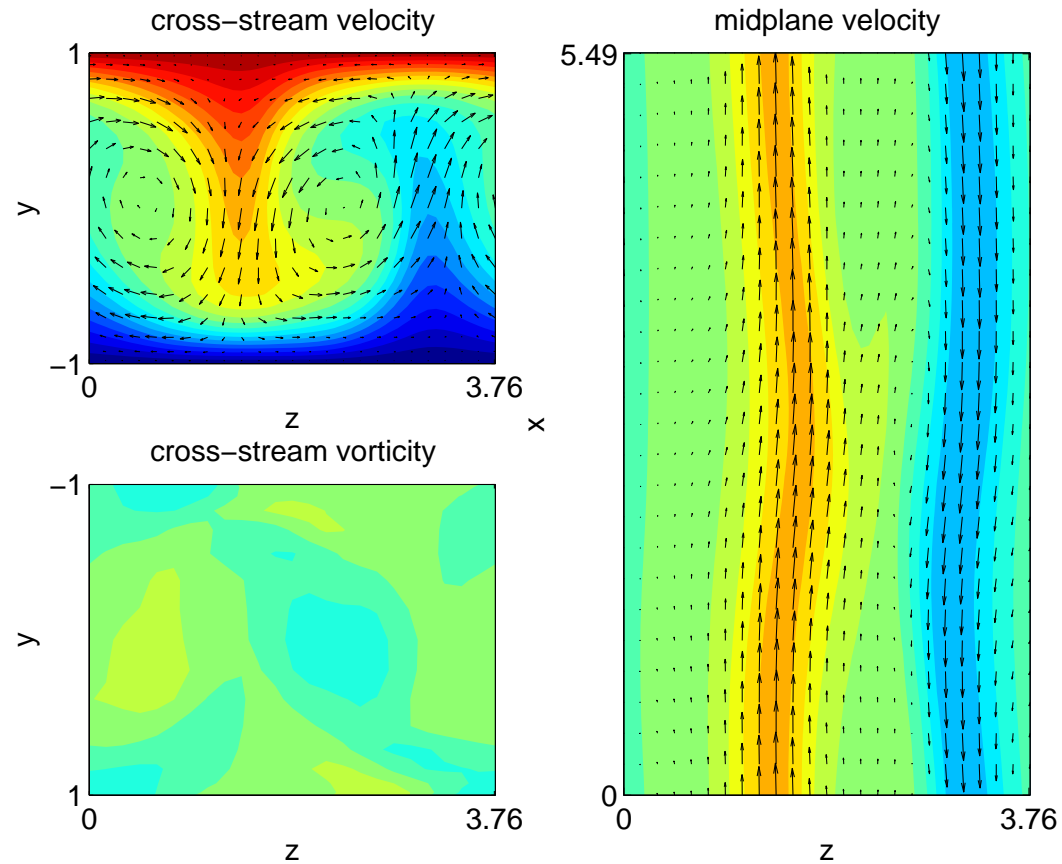 cross−stream velocity
1
y
−1
0
3.76
z
cross−stream vorticity
−1
y
1
0
3.76
z
midplane velocity
5.49
x
0
0
3.76
z